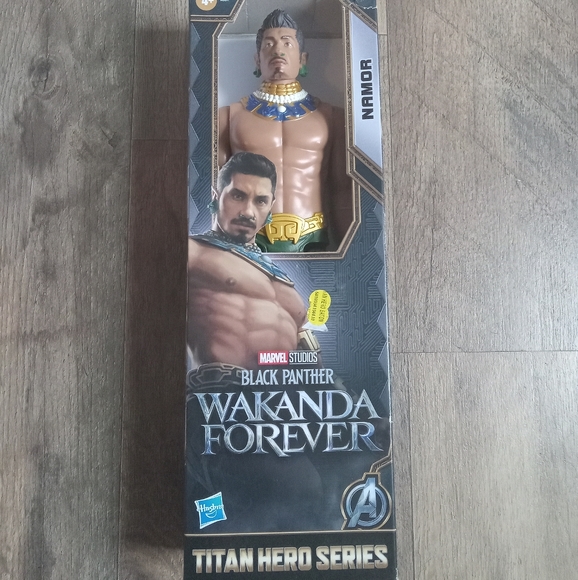 NAMOR
MARVEL STUDIOS
BLACK PANTHER
WAKANDA
FOREVER
Hasbro
TITAN HERO SERIES